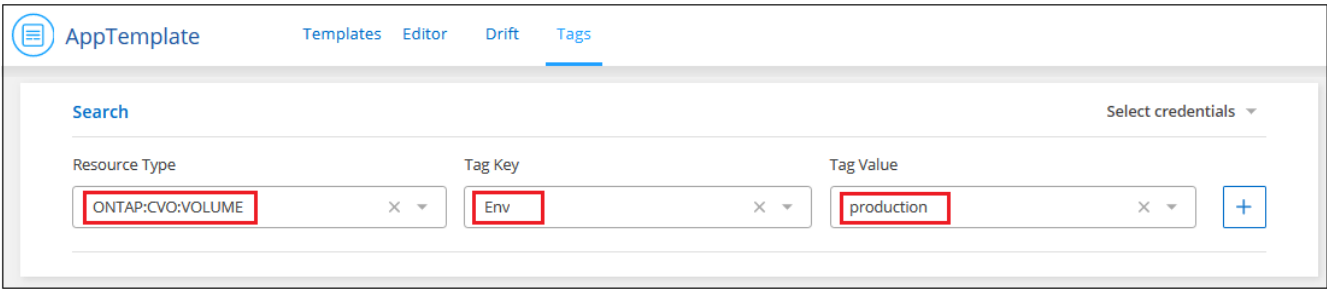 AppTemplate Templates Editor Drift Tags
Search Select credentials
Resource Type Tag Key Tag Value
ONTAP:CVO:VOLUME Env production